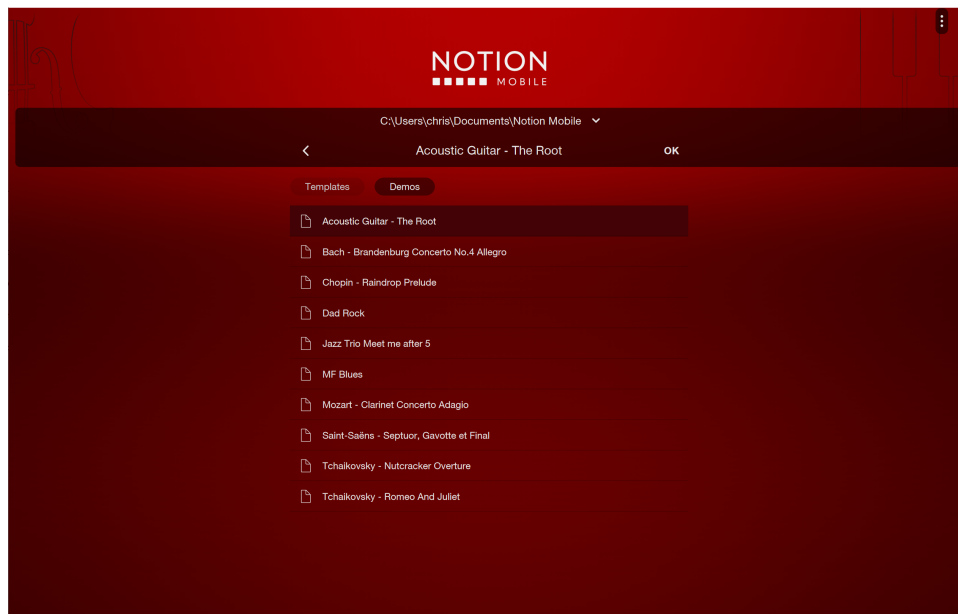 NOTION
MOBILE
C:\Users\chris\Documents\Notion Mobile
Acoustic Guitar - The Root OK
Templates Demos
Acoustic Guitar - The Root
Bach - Brandenburg Concerto No.4 Allegro
Chopin - Raindrop Prelude
Dad Rock
Jazz Trio Meet me after 5
MF Blues
Mozart - Clarinet Concerto Adagio
Saint-Saëns - Septuor, Gavotte et Final
Tchaikovsky - Nutcracker Overture
Tchaikovsky - Romeo And Juliet